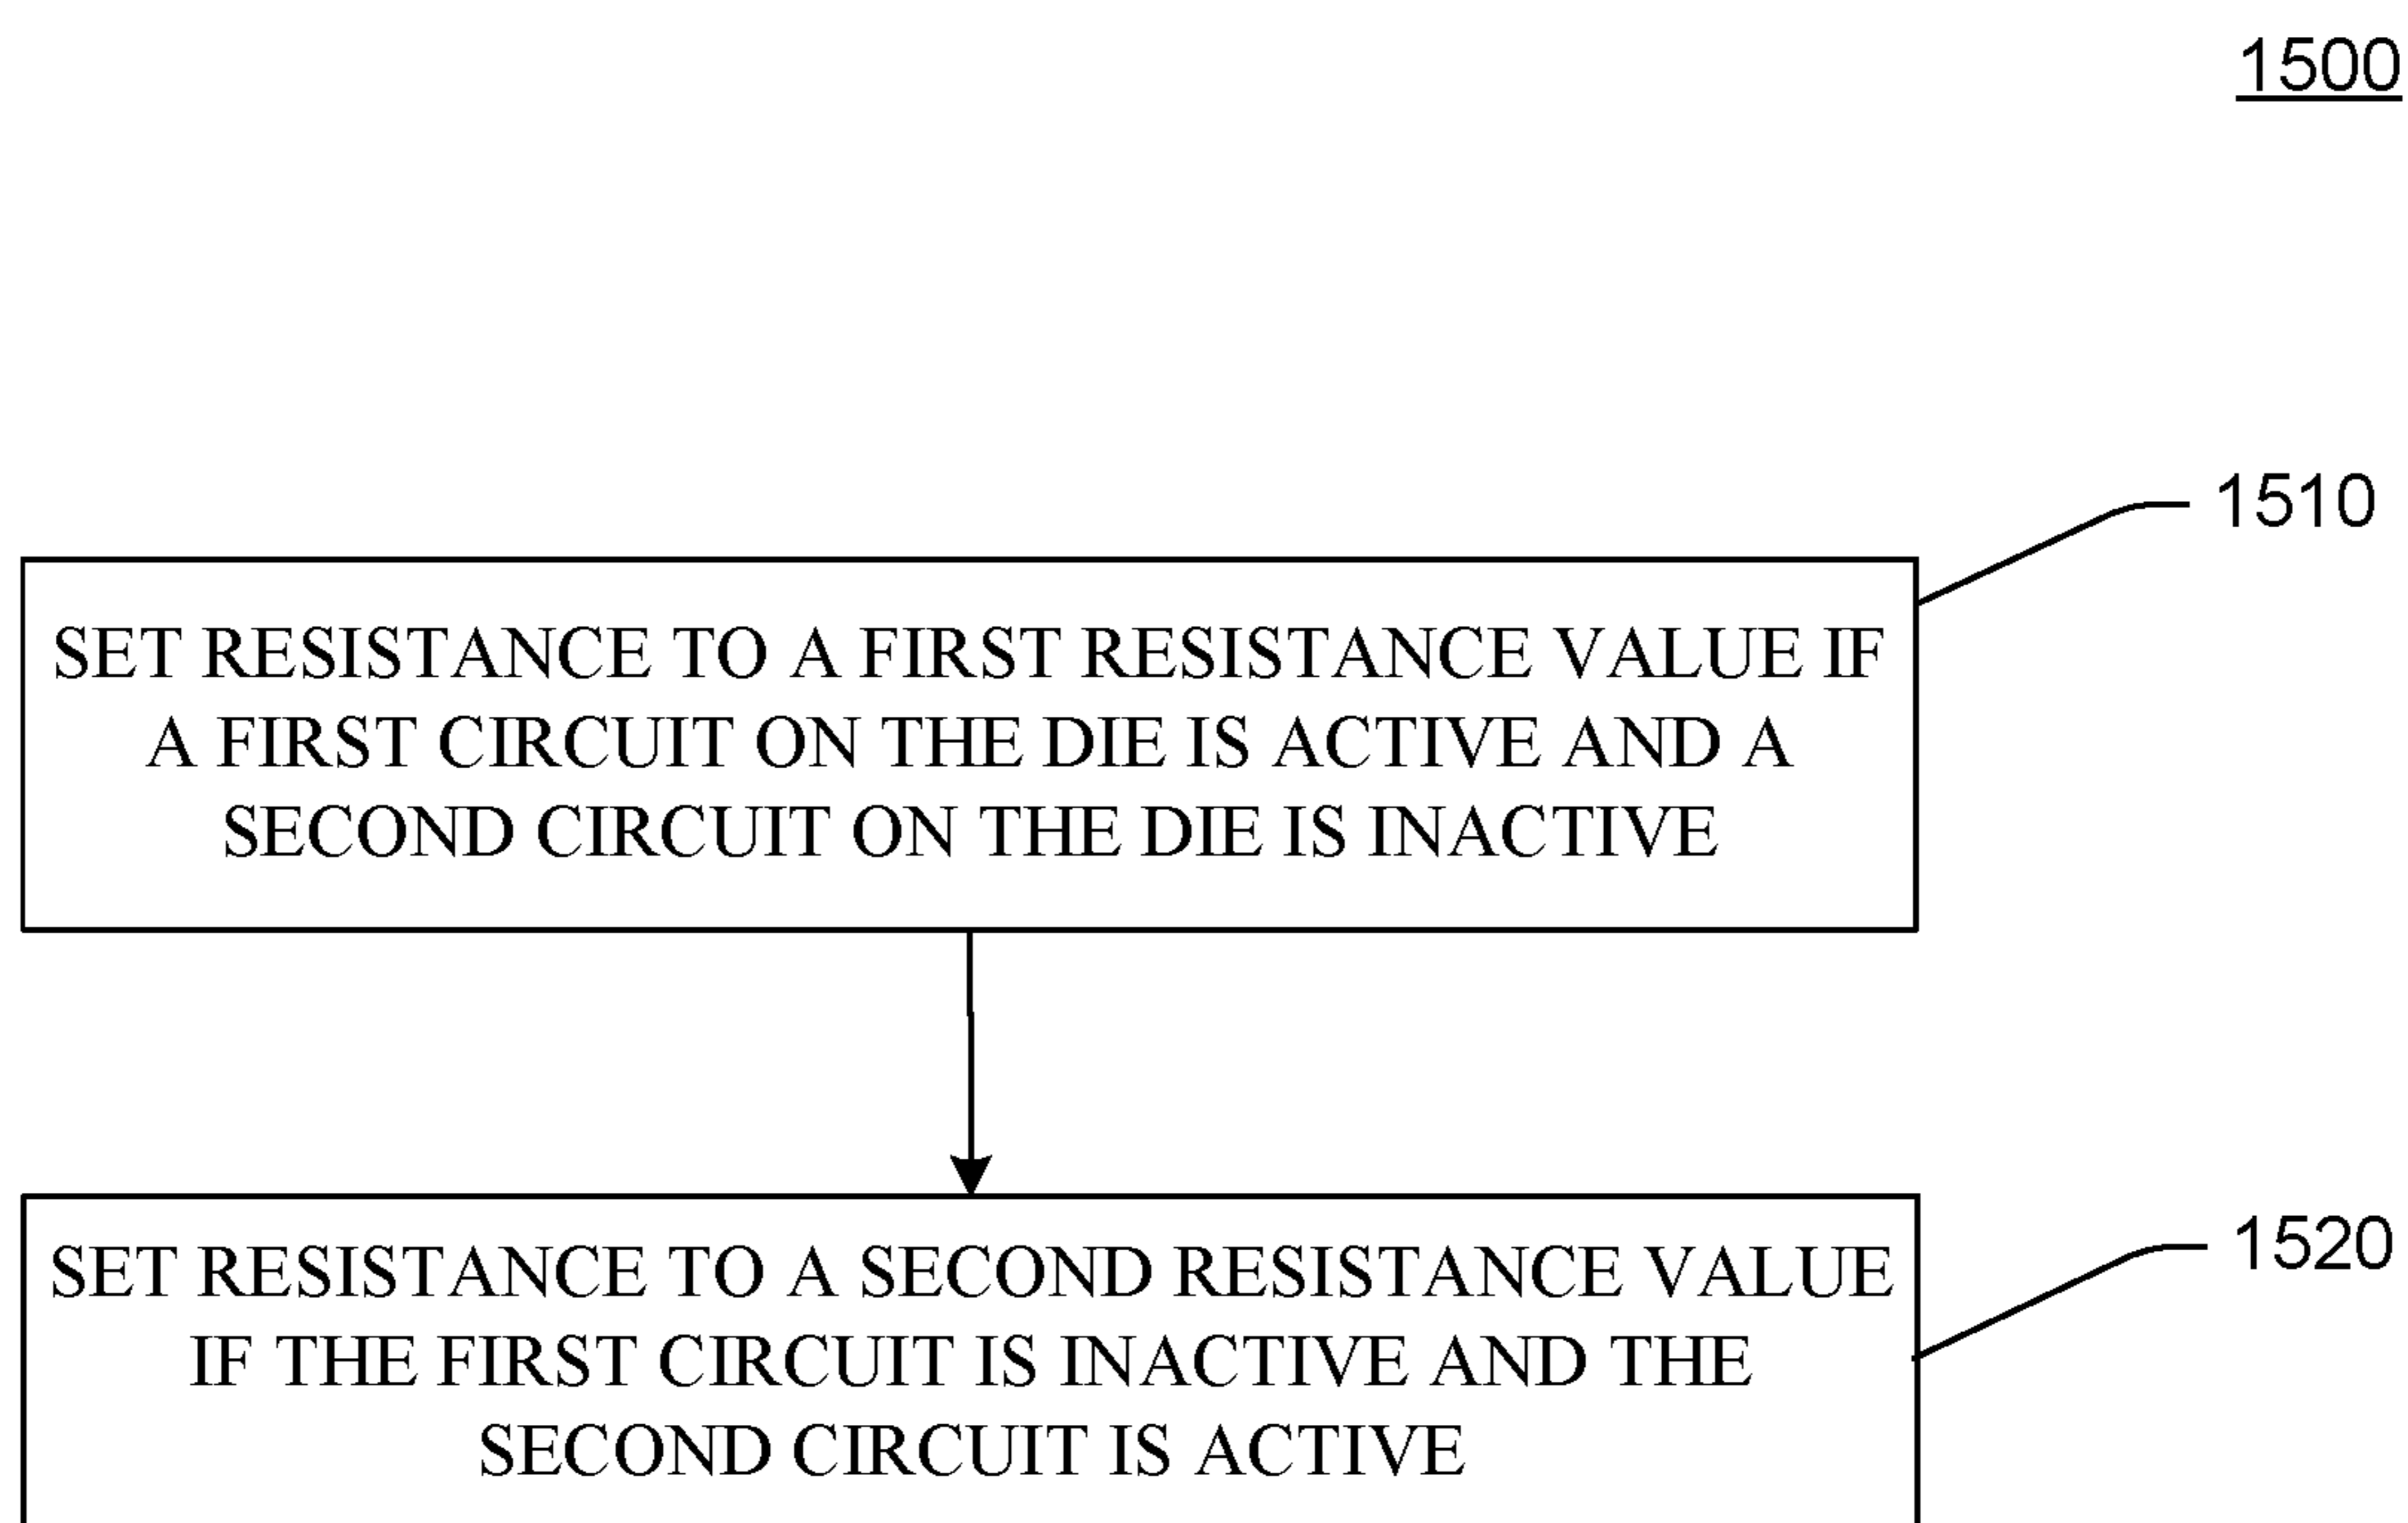 1500
1510
SET RESISTANCE TO A FIRST RESISTANCE VALUE IF
A FIRST CIRCUIT ON THE DIE IS ACTIVE AND A
SECOND CIRCUIT ON THE DIE IS INACTIVE
1520
SET RESISTANCE TO A SECOND RESISTANCE VALUE
IF THE FIRST CIRCUIT IS INACTIVE AND THE
SECOND CIRCUIT IS ACTIVE